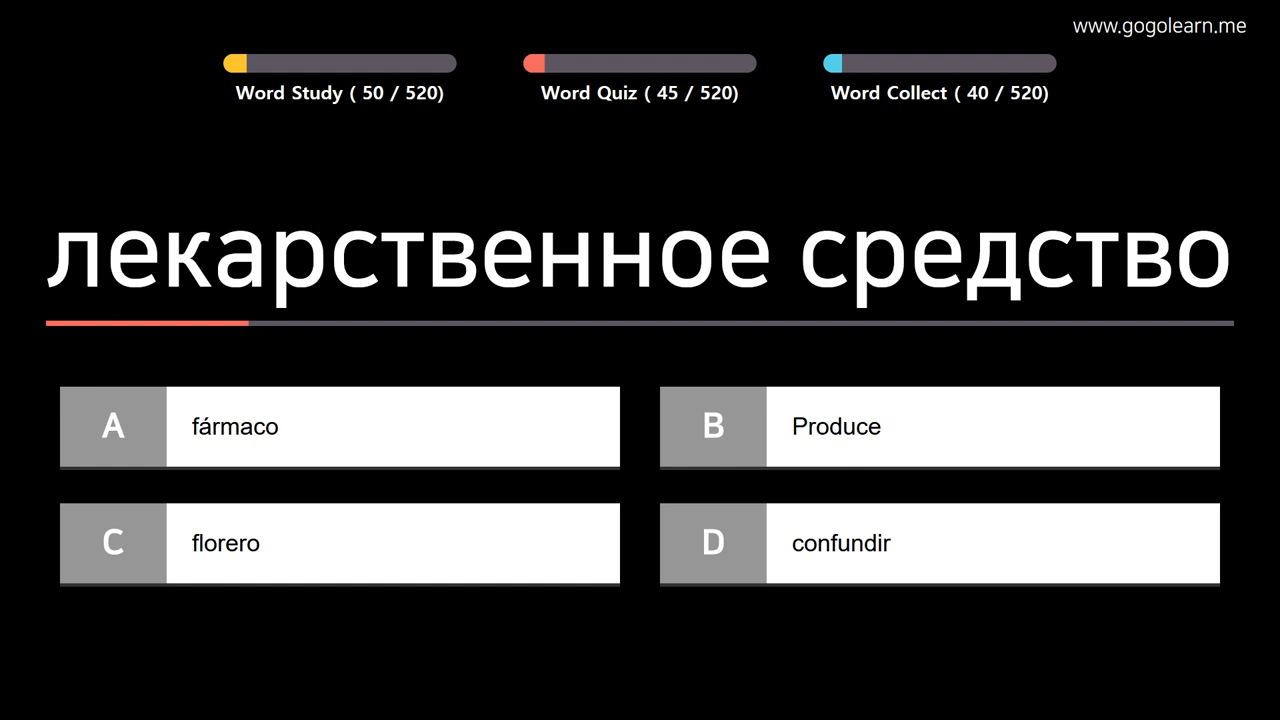 www.gogolearn.me
Word Study ( 50 / 520)
Word Quiz ( 45 / 520)
Word Collect ( 40 / 520)
лекарственное средство
A fármaco
B Produce
C florero
D confundir